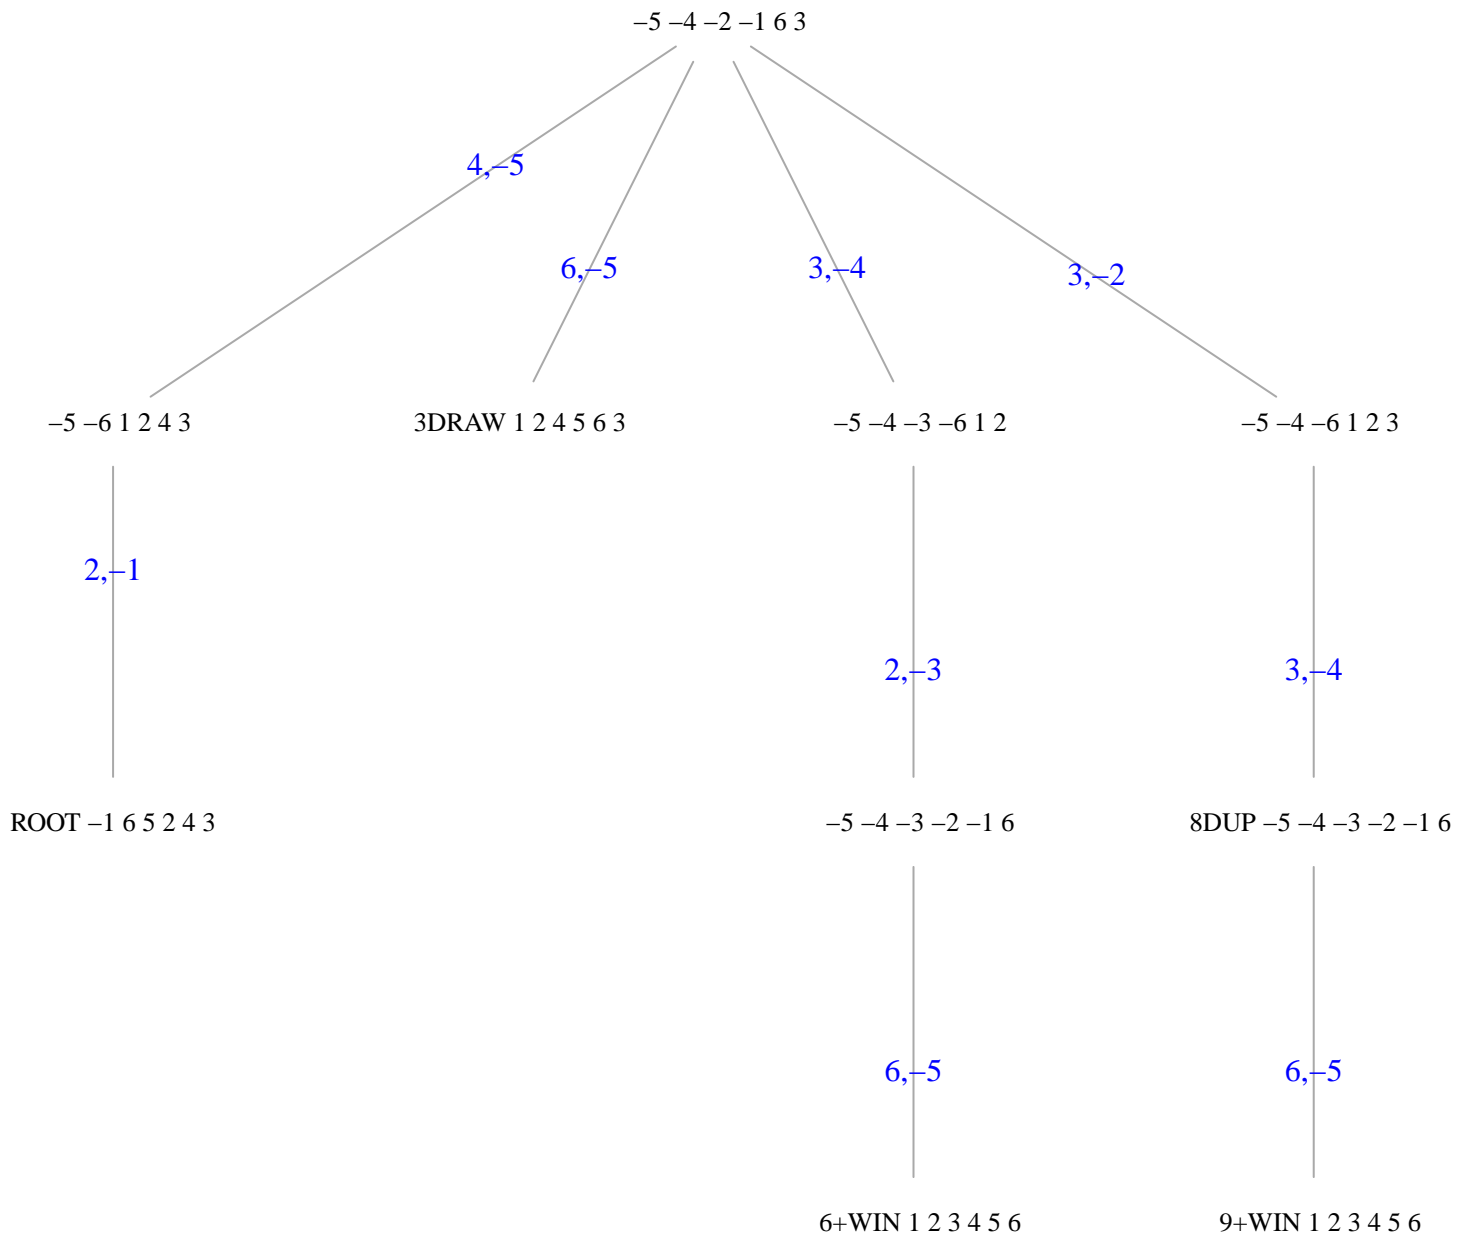 –5 –4 –2 –1 6 3
4,–5
6,–5
3,–4
3,–2
–5 –6 1 2 4 3
3DRAW 1 2 4 5 6 3
–5 –4 –3 –6 1 2
–5 –4 –6 1 2 3
2,–1
2,–3
3,–4
ROOT –1 6 5 2 4 3
–5 –4 –3 –2 –1 6
8DUP –5 –4 –3 –2 –1 6
6,–5
6,–5
6+WIN 1 2 3 4 5 6
9+WIN 1 2 3 4 5 6